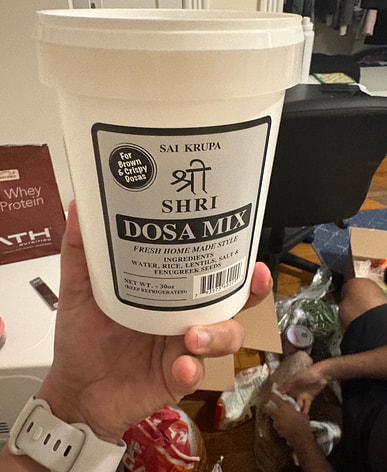 SAI KRUPA
For
Brown
& Crispy
Dosas
श्री
SHRI
DOSA MIX
FRESH HOME MADE STYLE
INGREDIENTS
WATER, RICE, LENTILS, SALT &
FENUGREEK SEEDS
NET WT. - 30oz
(KEEP REFRIGERATED)
Whey
Protein
ATH
NUTRITION